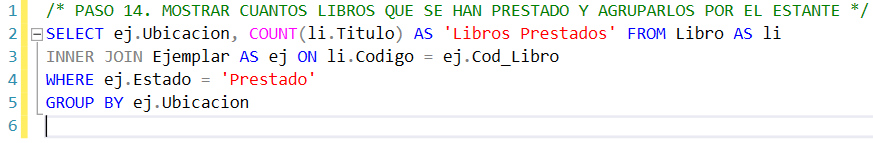 1 /* PASO 14. MOSTRAR CUANTOS LIBROS QUE SE HAN PRESTADO Y AGRUPARLOS POR EL ESTANTE */
2 SELECT ej.Ubicacion, COUNT(li.Titulo) AS 'Libros Prestados' FROM Libro AS li
3 INNER JOIN Ejemplar AS ej ON li.Codigo = ej.Cod_Libro
4 WHERE ej.Estado = 'Prestado'
5 GROUP BY ej.Ubicacion
6